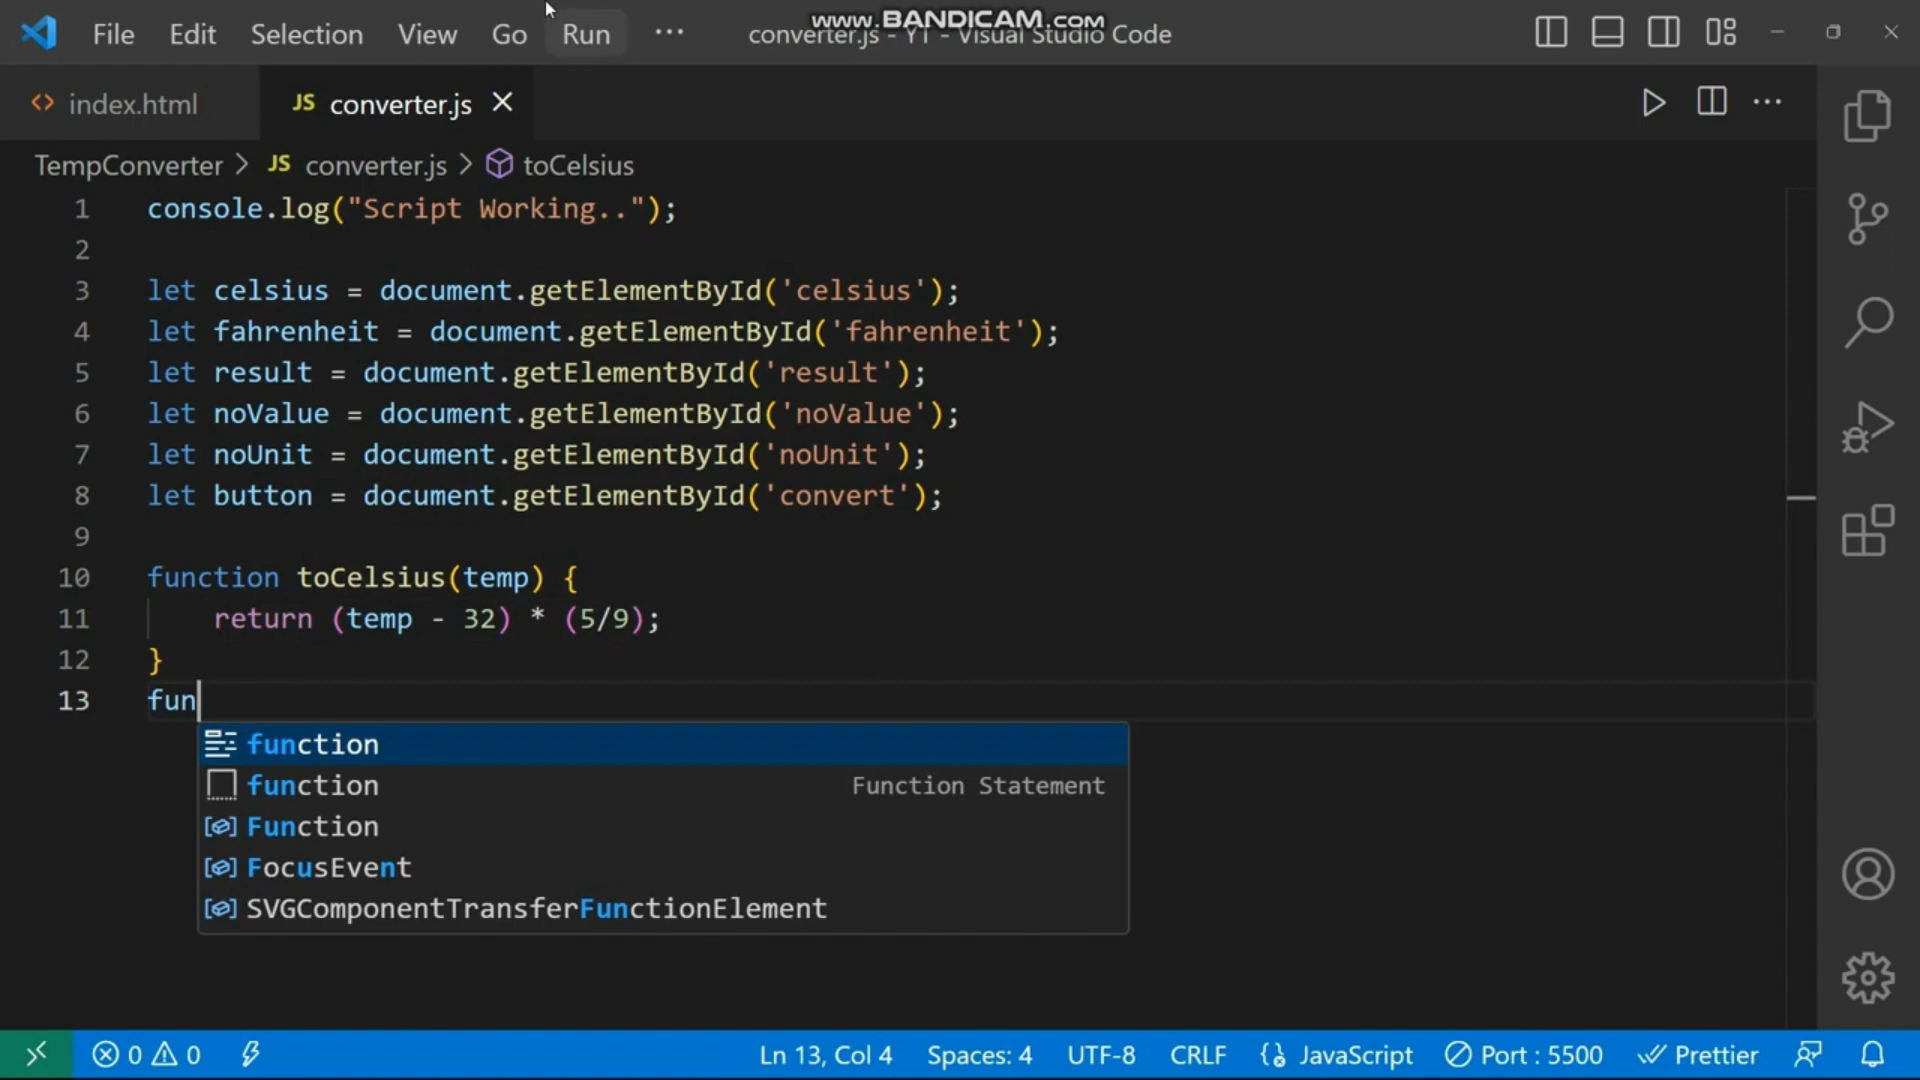 www.BANDICAM.com
File Edit Selection View Go Run ··· converter.js - YT - Visual Studio Code
index.html JS converter.js
TempConverter > JS converter.js > toCelsius
1 console.log("Script Working..");
2
3 let celsius = document.getElementById('celsius');
4 let fahrenheit = document.getElementById('fahrenheit');
5 let result = document.getElementById('result');
6 let noValue = document.getElementById('noValue');
7 let noUnit = document.getElementById('noUnit');
8 let button = document.getElementById('convert');
9
10 function toCelsius(temp) {
11 return (temp - 32) * (5/9);
12 }
13 fun
function
function Function Statement
Function
FocusEvent
SVGComponentTransferFunctionElement
0 0 Ln 13, Col 4 Spaces: 4 UTF-8 CRLF JavaScript Port : 5500 Prettier